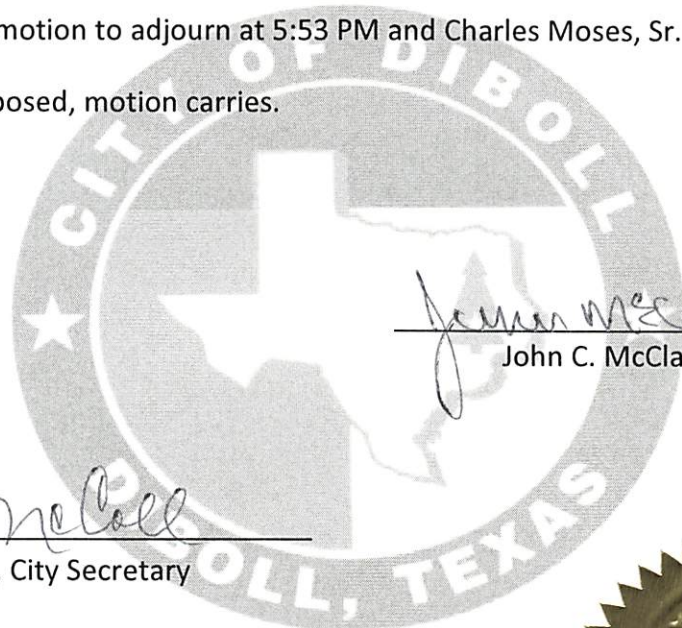 motion to adjourn at 5:53 PM and Charles Moses, Sr.
posed, motion carries.
CITY OF DIBOLL
John C. McCla
McColl
City Secretary
DIBOLL, TEXAS